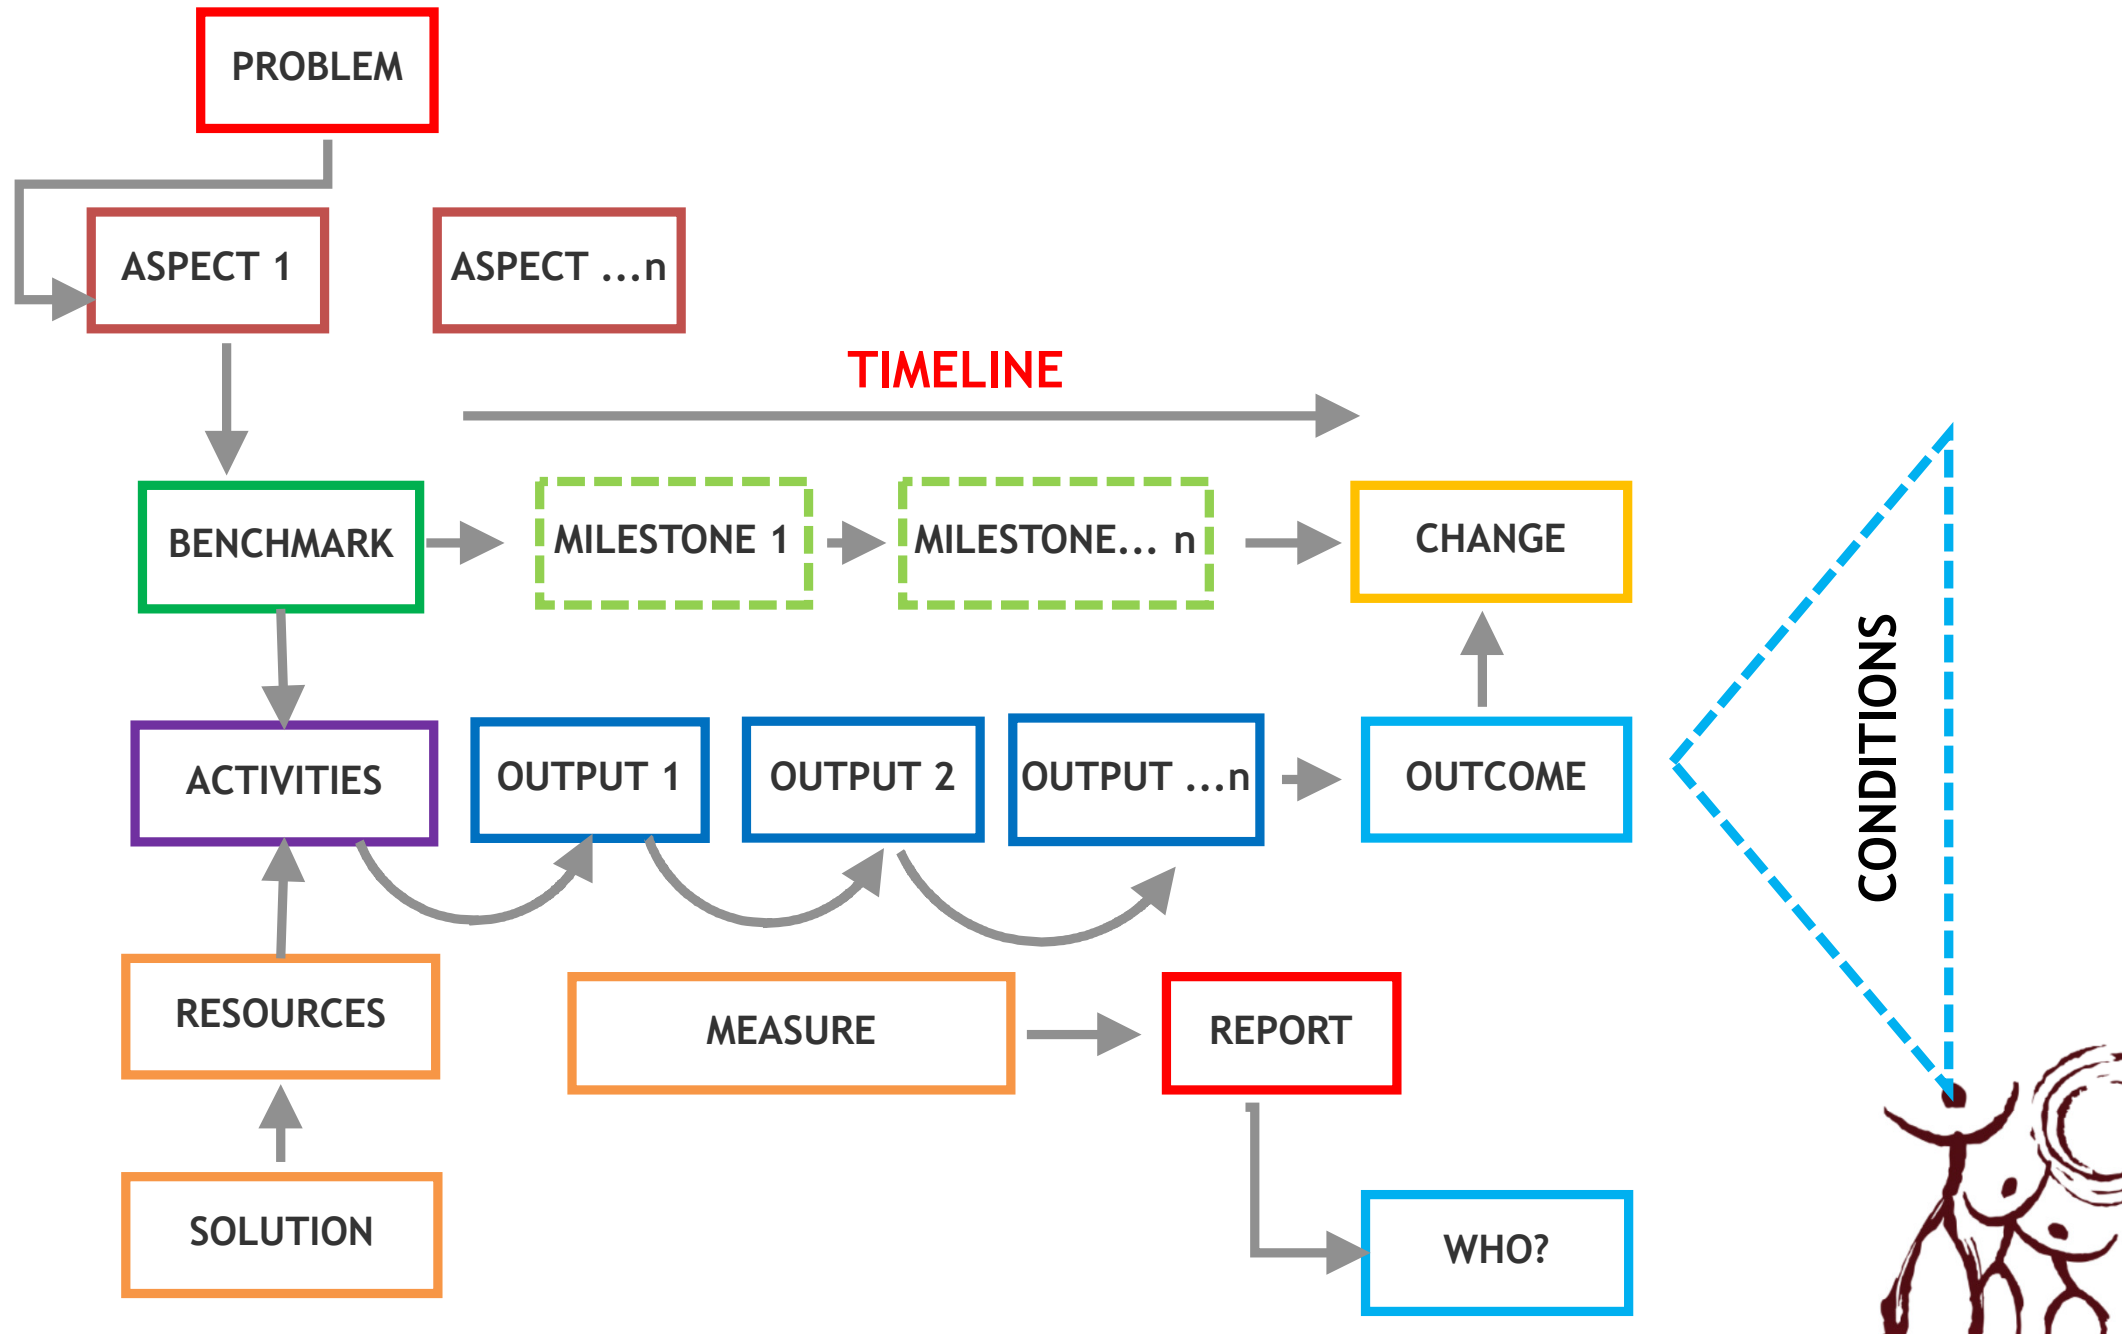 PROBLEM
ASPECT 1
ASPECT ...n
TIMELINE
BENCHMARK
MILESTONE 1
MILESTONE... n
CHANGE
ACTIVITIES
OUTPUT 1
OUTPUT 2
OUTPUT ...n
OUTCOME
CONDITIONS
RESOURCES
MEASURE
REPORT
SOLUTION
WHO?